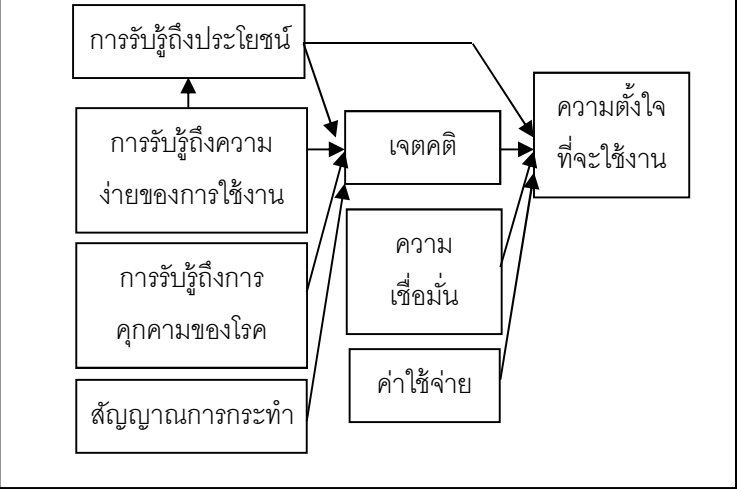 การรับรู้ถึงประโยชน์
การรับรู้ถึงความ
ง่ายของการใช้งาน
การรับรู้ถึงการ
คุกคามของโรค
สัญญาณการกระทำ
เจตคติ
ความ
เชื่อมั่น
ค่าใช้จ่าย
ความตั้งใจ
ที่จะใช้งาน